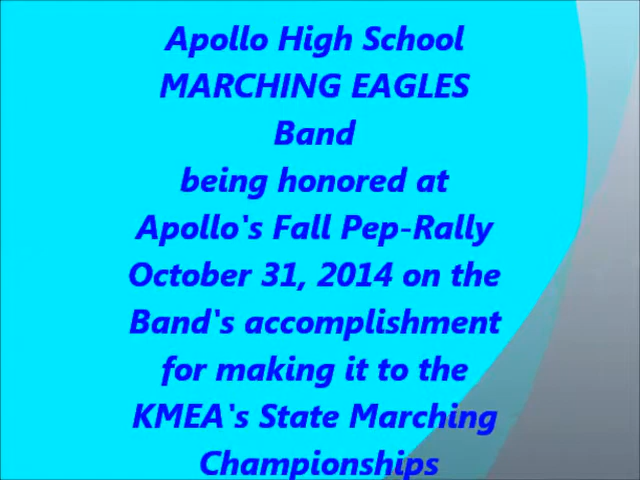 Apollo High School
MARCHING EAGLES
Band
being honored at
Apollo's Fall Pep-Rally
October 31, 2014 on the
Band's accomplishment
for making it to the
KMEA's State Marching
Championships